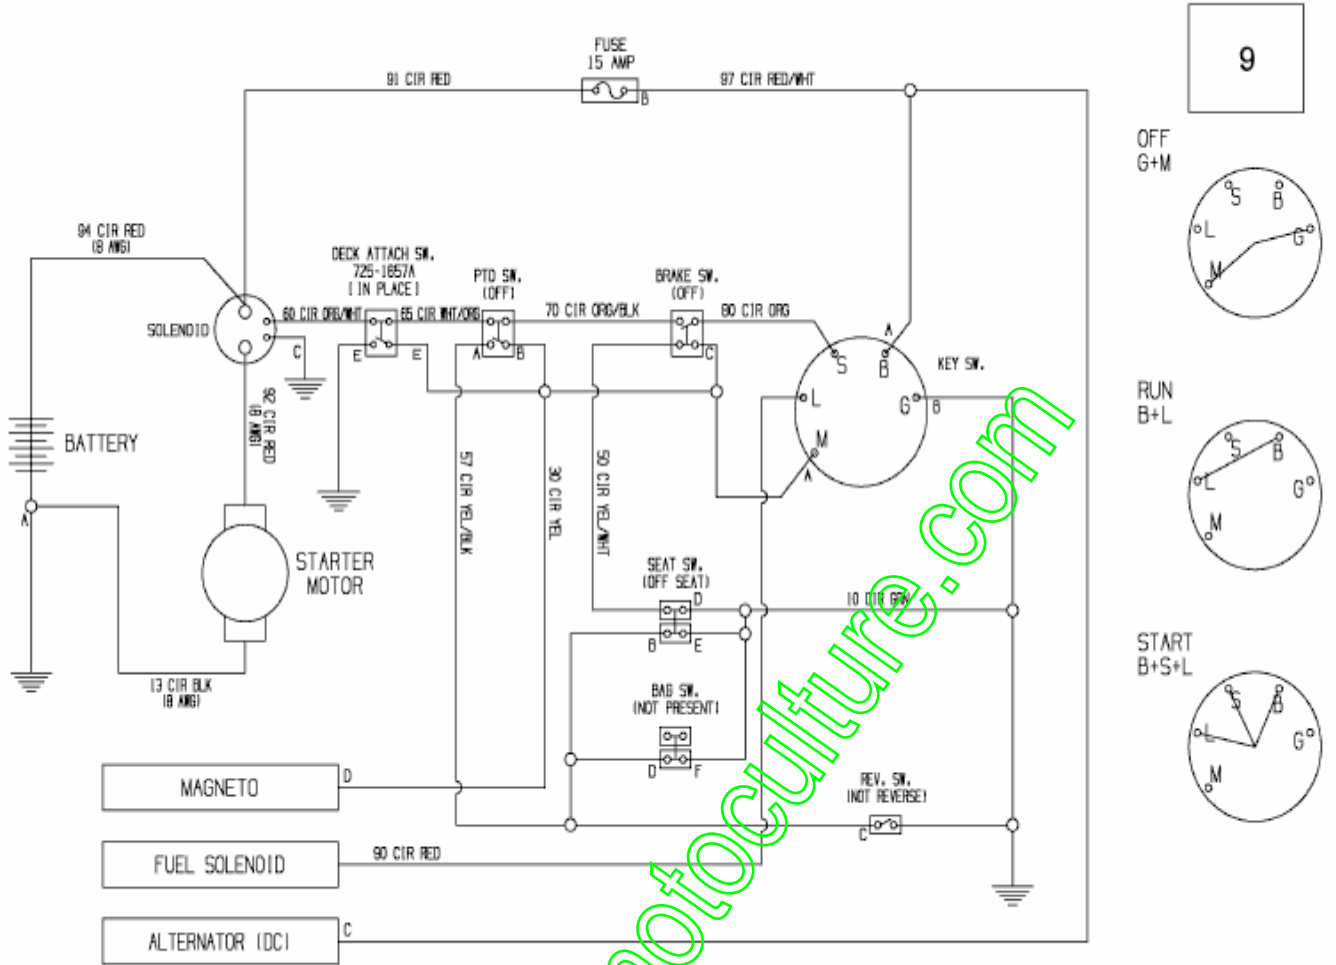 FUSE
15 AMP
91 CIR RED
97 CIR RED/WHT
B
9
OFF
G+M
S
B
L
G
M
94 CIR RED
(8 AWG)
DECK ATTACH SW.
725-1657A
(IN PLACE)
PTO SW.
(OFF)
BRAKE SW.
(OFF)
SOLENOID
60 CIR ORG/WHT
65 CIR WHT/ORG
70 CIR ORG/BLK
80 CIR ORG
A
KEY SW.
C
E
E
A
B
C
S
B
L
G
B
M
A
RUN
B+L
S
B
L
G
M
92 CIR RED
(8 AWG)
BATTERY
57 CIR YEL/BLK
30 CIR YEL
50 CIR YEL/WHT
A
STARTER
MOTOR
SEAT SW.
(OFF SEAT)
D
10 CIR GRN
B
E
START
B+S+L
S
B
L
G
M
13 CIR BLK
(8 AWG)
BAG SW.
(NOT PRESENT)
D
F
MAGNETO
D
REV. SW.
(NOT REVERSE)
C
FUEL SOLENOID
90 CIR RED
ALTERNATOR (DC)
C
motoculture.com